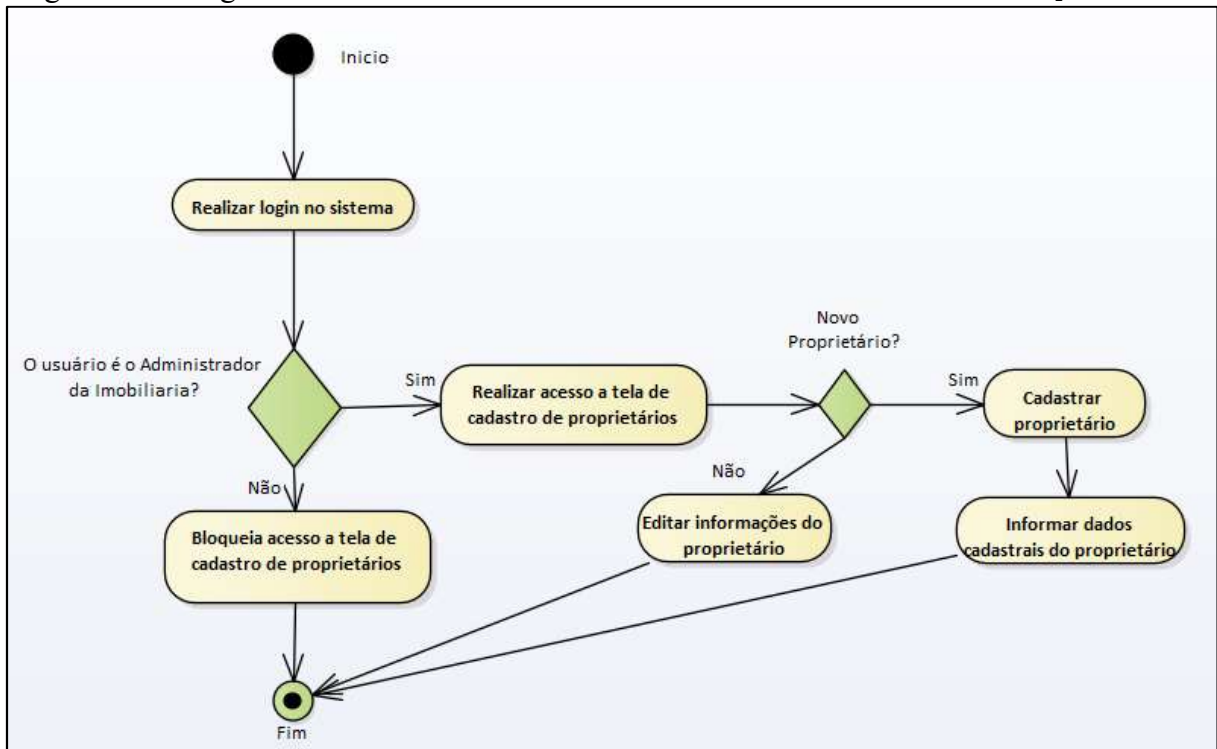 Inicio
Realizar login no sistema
O usuário é o Administrador
da Imobiliaria?
Sim
Realizar acesso a tela de
cadastro de proprietários
Novo
Proprietário?
Sim
Cadastrar
proprietário
Não
Bloqueia acesso a tela de
cadastro de proprietários
Não
Editar informações do
proprietário
Informar dados
cadastrais do proprietário
Fim